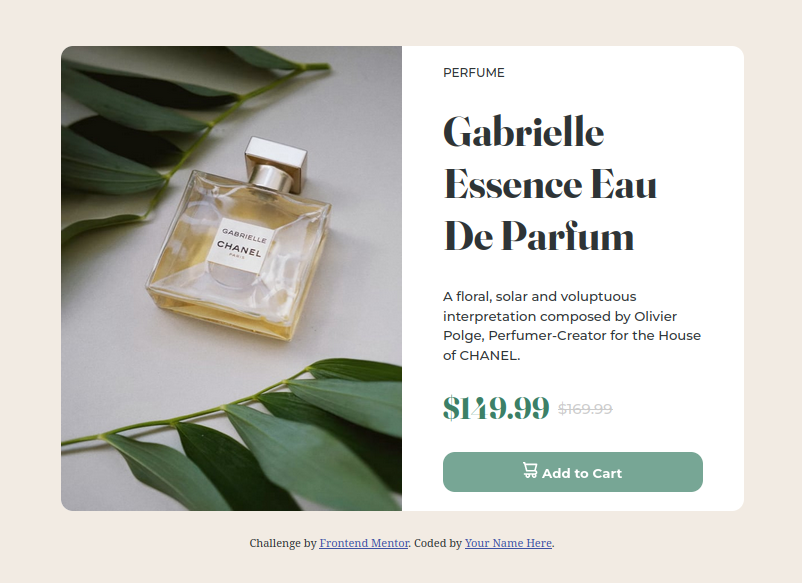 PERFUME
Gabrielle
Essence Eau
De Parfum
A floral, solar and voluptuous
interpretation composed by Olivier
Polge, Perfumer-Creator for the House
of CHANEL.
$149.99 $169.99
Add to Cart
GABRIELLE
CHANEL
PARIS
Challenge by Frontend Mentor. Coded by Your Name Here.